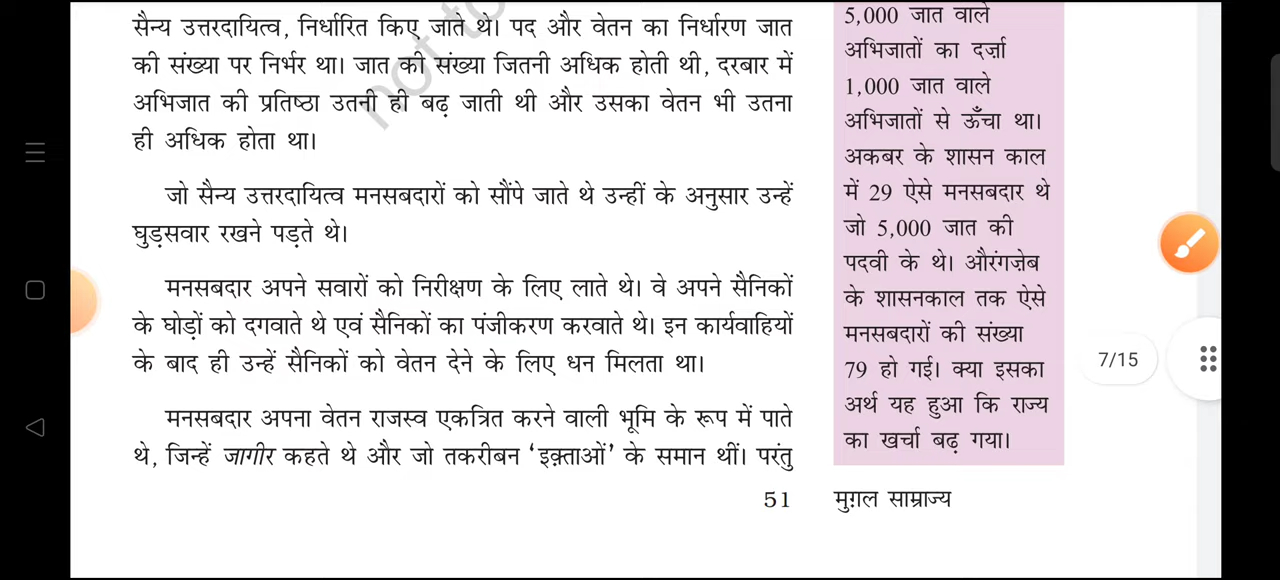 सैन्य उत्तरदायित्व, निर्धारित किए जाते थे। पद और वेतन का निर्धारण जात
की संख्या पर निर्भर था। जात की संख्या जितनी अधिक होती थी, दरबार में
अभिजात की प्रतिष्ठा उतनी ही बढ़ जाती थी और उसका वेतन भी उतना
ही अधिक होता था।
जो सैन्य उत्तरदायित्व मनसबदारों को सौंपे जाते थे उन्हीं के अनुसार उन्हें
घुड़सवार रखने पड़ते थे।
मनसबदार अपने सवारों को निरीक्षण के लिए लाते थे। वे अपने सैनिकों
के घोड़ों को दगवाते थे एवं सैनिकों का पंजीकरण करवाते थे। इन कार्यवाहियों
के बाद ही उन्हें सैनिकों को वेतन देने के लिए धन मिलता था।
मनसबदार अपना वेतन राजस्व एकत्रित करने वाली भूमि के रूप में पाते
थे, जिन्हें जागीर कहते थे और जो तकरीबन ‘इक़्ताओं’ के समान थीं। परंतु
5,000 जात वाले
अभिजातों का दर्ज़ा
1,000 जात वाले
अभिजातों से ऊँचा था।
अकबर के शासन काल
में 29 ऐसे मनसबदार थे
जो 5,000 जात की
पदवी के थे। औरंगज़ेब
के शासनकाल तक ऐसे
मनसबदारों की संख्या
79 हो गई। क्या इसका
अर्थ यह हुआ कि राज्य
का खर्चा बढ़ गया।
51 मुग़ल साम्राज्य
not to
7/15